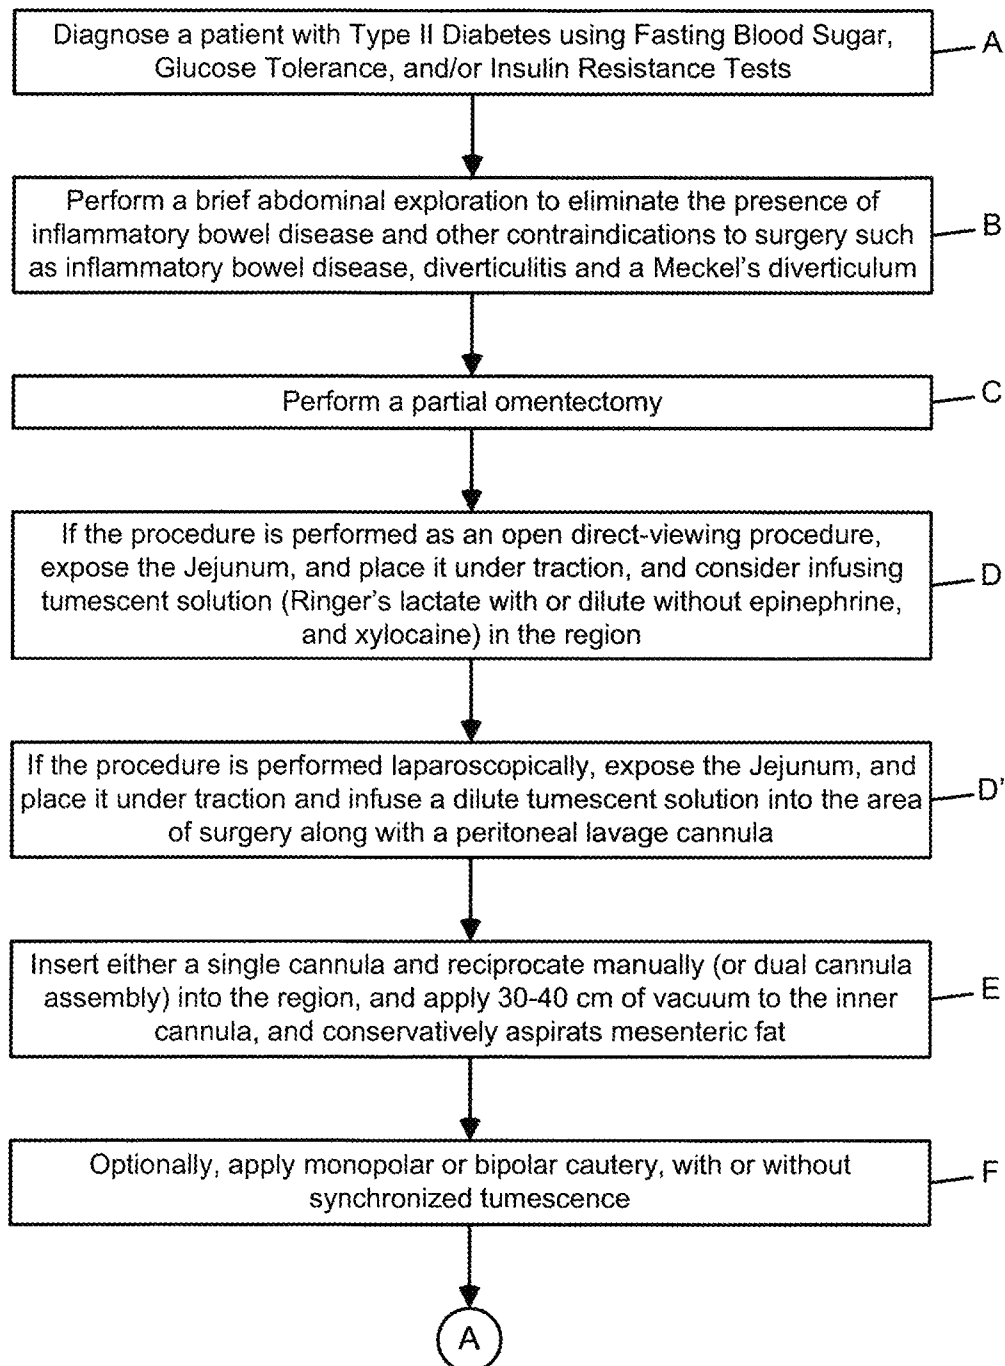 Diagnose a patient with Type II Diabetes using Fasting Blood Sugar,
Glucose Tolerance, and/or Insulin Resistance Tests
A
Perform a brief abdominal exploration to eliminate the presence of
inflammatory bowel disease and other contraindications to surgery such
as inflammatory bowel disease, diverticulitis and a Meckel's diverticulum
B
Perform a partial omentectomy
C
If the procedure is performed as an open direct-viewing procedure,
expose the Jejunum, and place it under traction, and consider infusing
tumescent solution (Ringer's lactate with or dilute without epinephrine,
and xylocaine) in the region
D
If the procedure is performed laparoscopically, expose the Jejunum, and
place it under traction and infuse a dilute tumescent solution into the area
of surgery along with a peritoneal lavage cannula
D'
Insert either a single cannula and reciprocate manually (or dual cannula
assembly) into the region, and apply 30-40 cm of vacuum to the inner
cannula, and conservatively aspirats mesenteric fat
E
Optionally, apply monopolar or bipolar cautery, with or without
synchronized tumescence
F
A